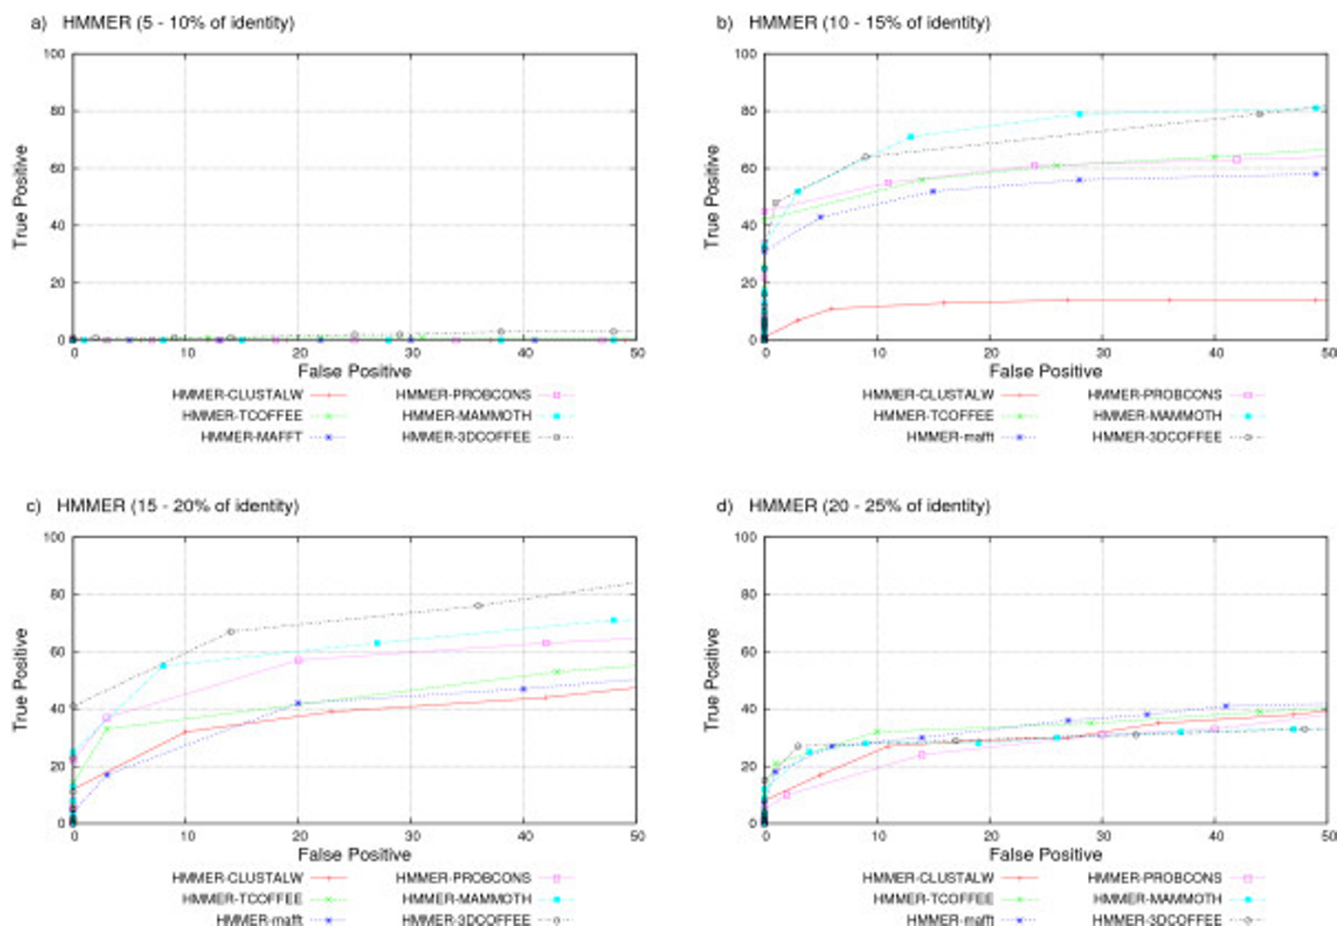 a) HMMER (5 - 10% of identity)
100
80
60
40
20
0
True Positive
0 10 20 30 40 50
False Positive
HMMER-CLUSTALW HMMER-PROBCONS
HMMER-TCOFFEE HMMER-MAMMOTH
HMMER-MAFFT HMMER-3DCOFFEE
b) HMMER (10 - 15% of identity)
100
80
60
40
20
0
True Positive
0 10 20 30 40 50
False Positive
HMMER-CLUSTALW HMMER-PROBCONS
HMMER-TCOFFEE HMMER-MAMMOTH
HMMER-mafft HMMER-3DCOFFEE
c) HMMER (15 - 20% of identity)
100
80
60
40
20
0
True Positive
0 10 20 30 40 50
False Positive
HMMER-CLUSTALW HMMER-PROBCONS
HMMER-TCOFFEE HMMER-MAMMOTH
HMMER-mafft HMMER-3DCOFFEE
d) HMMER (20 - 25% of identity)
100
80
60
40
20
0
True Positive
0 10 20 30 40 50
False Positive
HMMER-CLUSTALW HMMER-PROBCONS
HMMER-TCOFFEE HMMER-MAMMOTH
HMMER-mafft HMMER-3DCOFFEE